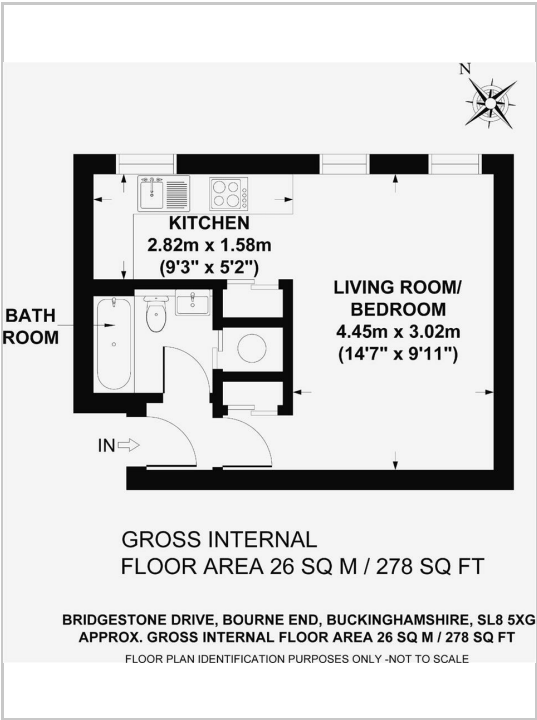 N
KITCHEN
2.82m x 1.58m
(9'3" x 5'2")
LIVING ROOM/
BEDROOM
4.45m x 3.02m
(14'7" x 9'11")
BATH
ROOM
IN
GROSS INTERNAL
FLOOR AREA 26 SQ M / 278 SQ FT
BRIDGESTONE DRIVE, BOURNE END, BUCKINGHAMSHIRE, SL8 5XG
APPROX. GROSS INTERNAL FLOOR AREA 26 SQ M / 278 SQ FT
FLOOR PLAN IDENTIFICATION PURPOSES ONLY -NOT TO SCALE